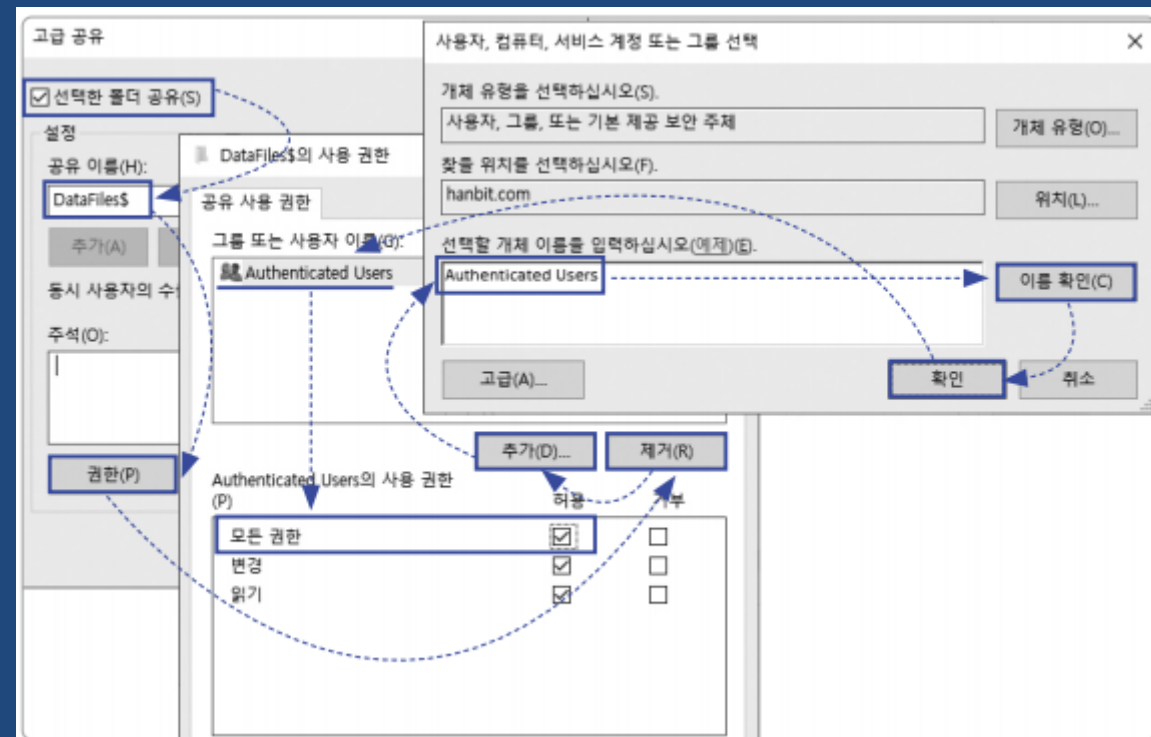 고급 공유
선택한 폴더 공유(S)
설정
공유 이름(H):
DataFiles$
추가(A)
동시 사용자의 수
주석(O):
권한(P)
DataFiles$의 사용 권한
공유 사용 권한
그룹 또는 사용자 이름(G):
Authenticated Users
추가(D)...
제거(R)
Authenticated Users의 사용 권한
(P)
허용
거부
모든 권한
변경
읽기
사용자, 컴퓨터, 서비스 계정 또는 그룹 선택
개체 유형을 선택하십시오(S).
사용자, 그룹, 또는 기본 제공 보안 주체
개체 유형(O)...
찾을 위치를 선택하십시오(F).
hanbit.com
위치(L)...
선택할 개체 이름을 입력하십시오(예제)(E).
Authenticated Users
이름 확인(C)
고급(A)...
확인
취소